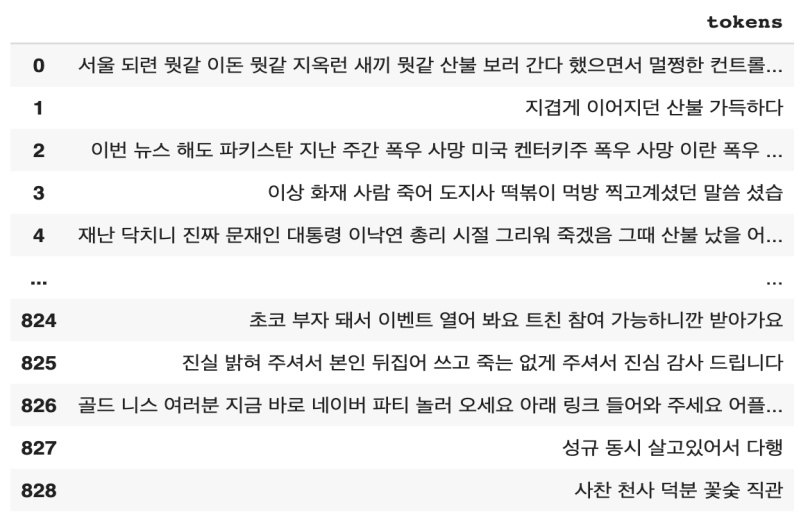 tokens
0 서울 되련 뭣같 이돈 뭣같 지옥런 새끼 뭣같 산불 보러 간다 했으면서 멀쩡한 컨트롤...
1 지겹게 이어지던 산불 가득하다
2 이번 뉴스 해도 파키스탄 지난 주간 폭우 사망 미국 켄터키주 폭우 사망 이란 폭우 ...
3 이상 화재 사람 죽어 도지사 떡볶이 먹방 찍고계셨던 말씀 셨습
4 재난 닥치니 진짜 문재인 대통령 이낙연 총리 시절 그리워 죽겠음 그때 산불 났을 어...
... ...
824 초코 부자 돼서 이벤트 열어 봐요 트친 참여 가능하니깐 받아가요
825 진실 밝혀 주셔서 본인 뒤집어 쓰고 죽는 없게 주셔서 진심 감사 드립니다
826 골드 니스 여러분 지금 바로 네이버 파티 놀러 오세요 아래 링크 들어와 주세요 어플...
827 성규 동시 살고있어서 다행
828 사찬 천사 덕분 꽃숯 직관